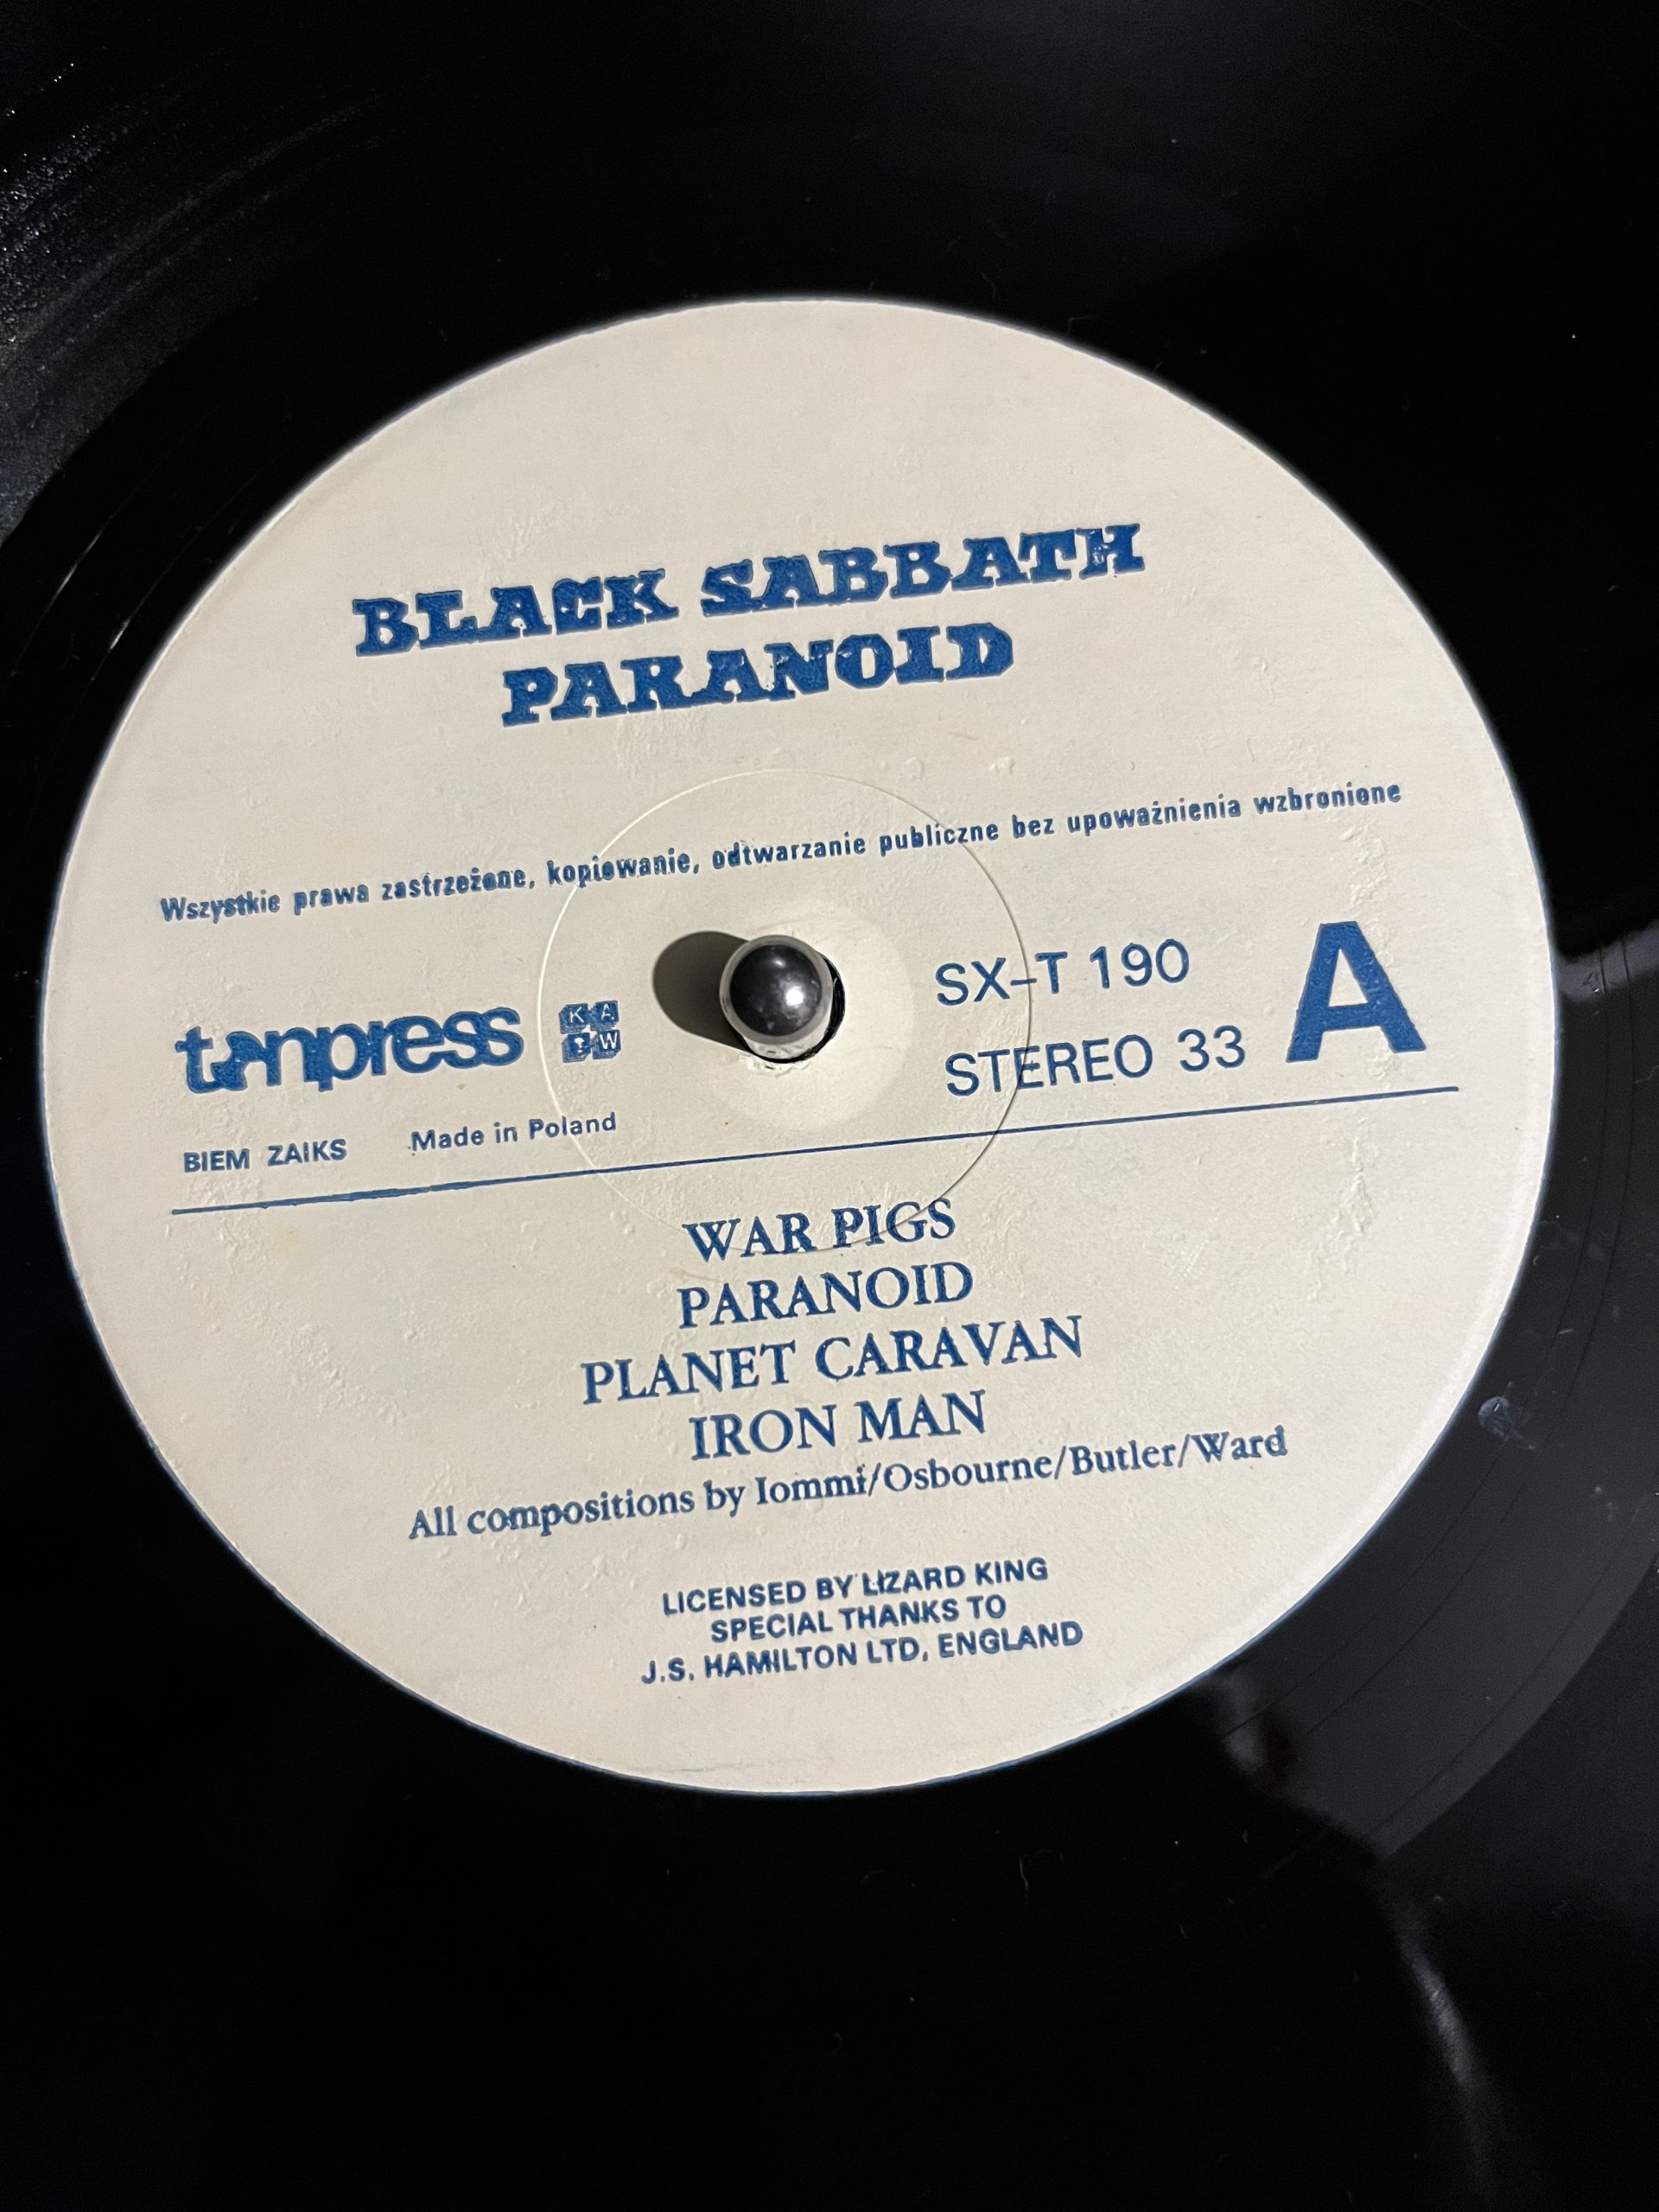 BLACK SABBATH
PARANOID
Wszystkie prawa zastrzeżone, kopiowanie, odtwarzanie publiczne bez upoważnienia wzbronione
tonpress KAW
SX-T 190
STEREO 33
A
BIEM ZAIKS Made in Poland
WAR PIGS
PARANOID
PLANET CARAVAN
IRON MAN
All compositions by Iommi/Osbourne/Butler/Ward
LICENSED BY LIZARD KING
SPECIAL THANKS TO
J.S. HAMILTON LTD, ENGLAND